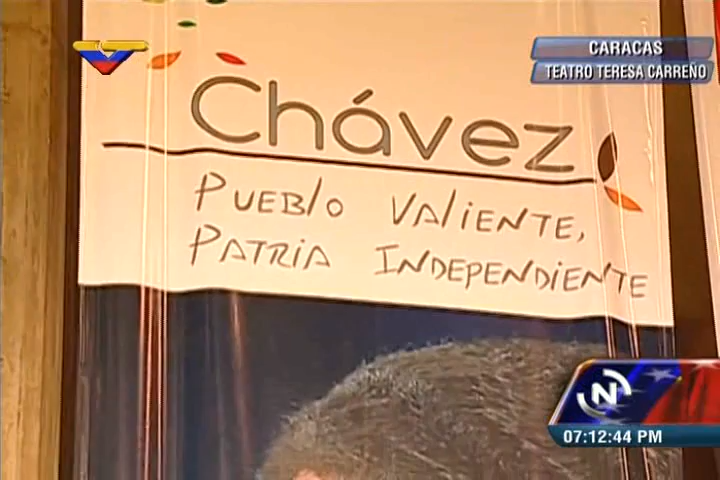 CARACAS
TEATRO TERESA CARREÑO
Chávez
PUEBLO VALIENTE,
PATRIA INDEPENDIENTE
N
07:12:44 PM